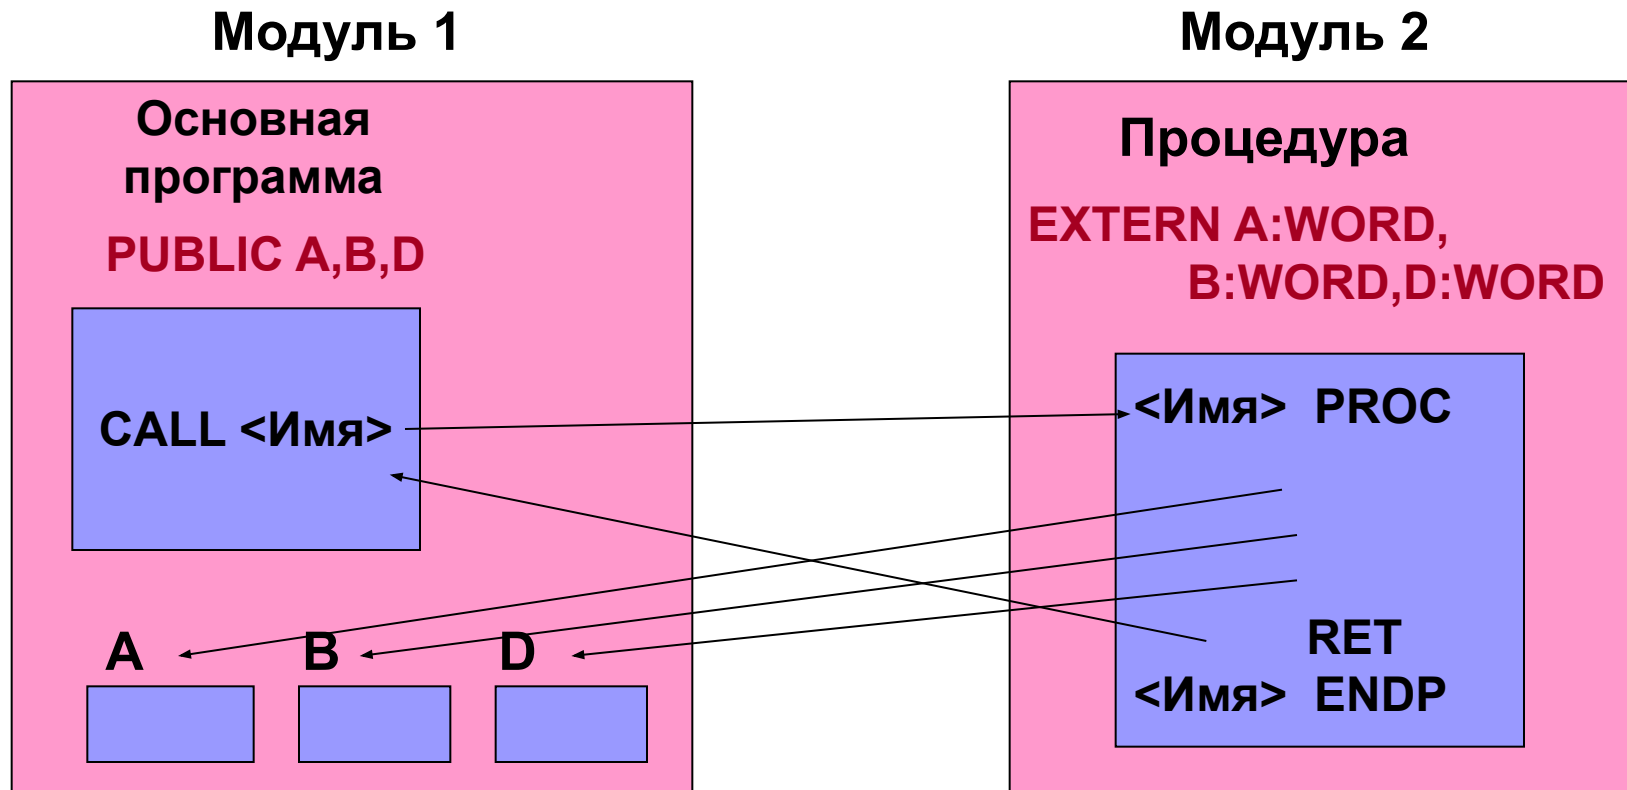 Модуль 1
Основная
программа
PUBLIC A,B,D
CALL <Имя>
A B D
Модуль 2
Процедура
EXTERN A:WORD,
B:WORD,D:WORD
<Имя> PROC
RET
<Имя> ENDP